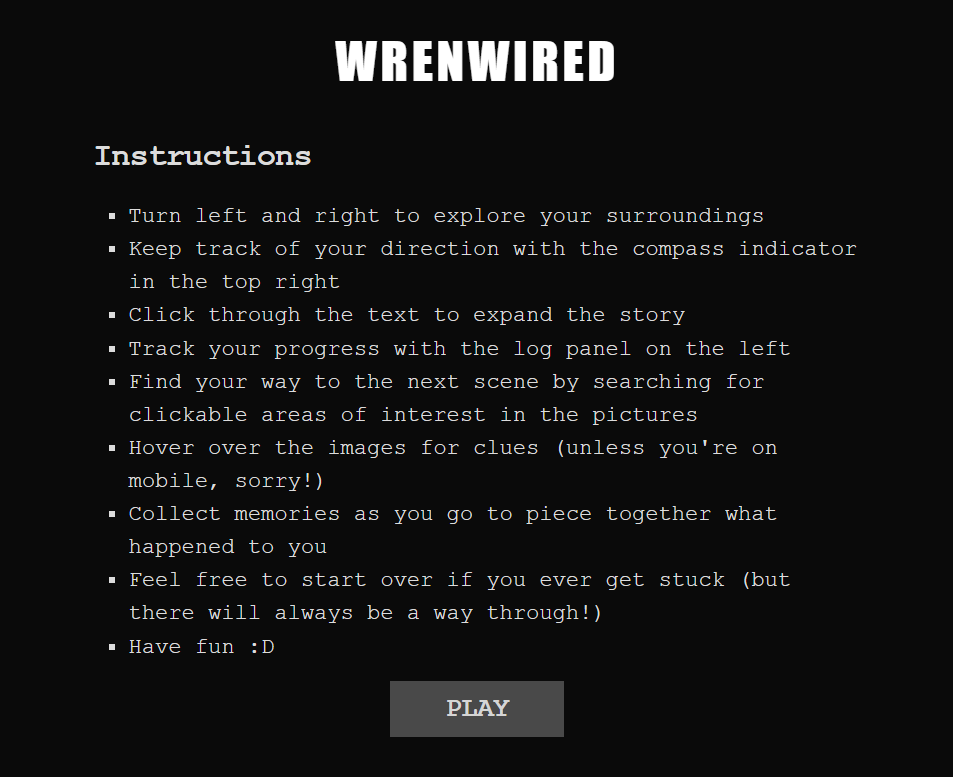 WRENWIRED
Instructions
▪ Turn left and right to explore your surroundings
▪ Keep track of your direction with the compass indicator
in the top right
▪ Click through the text to expand the story
▪ Track your progress with the log panel on the left
▪ Find your way to the next scene by searching for
clickable areas of interest in the pictures
▪ Hover over the images for clues (unless you're on
mobile, sorry!)
▪ Collect memories as you go to piece together what
happened to you
▪ Feel free to start over if you ever get stuck (but
there will always be a way through!)
▪ Have fun :D
PLAY